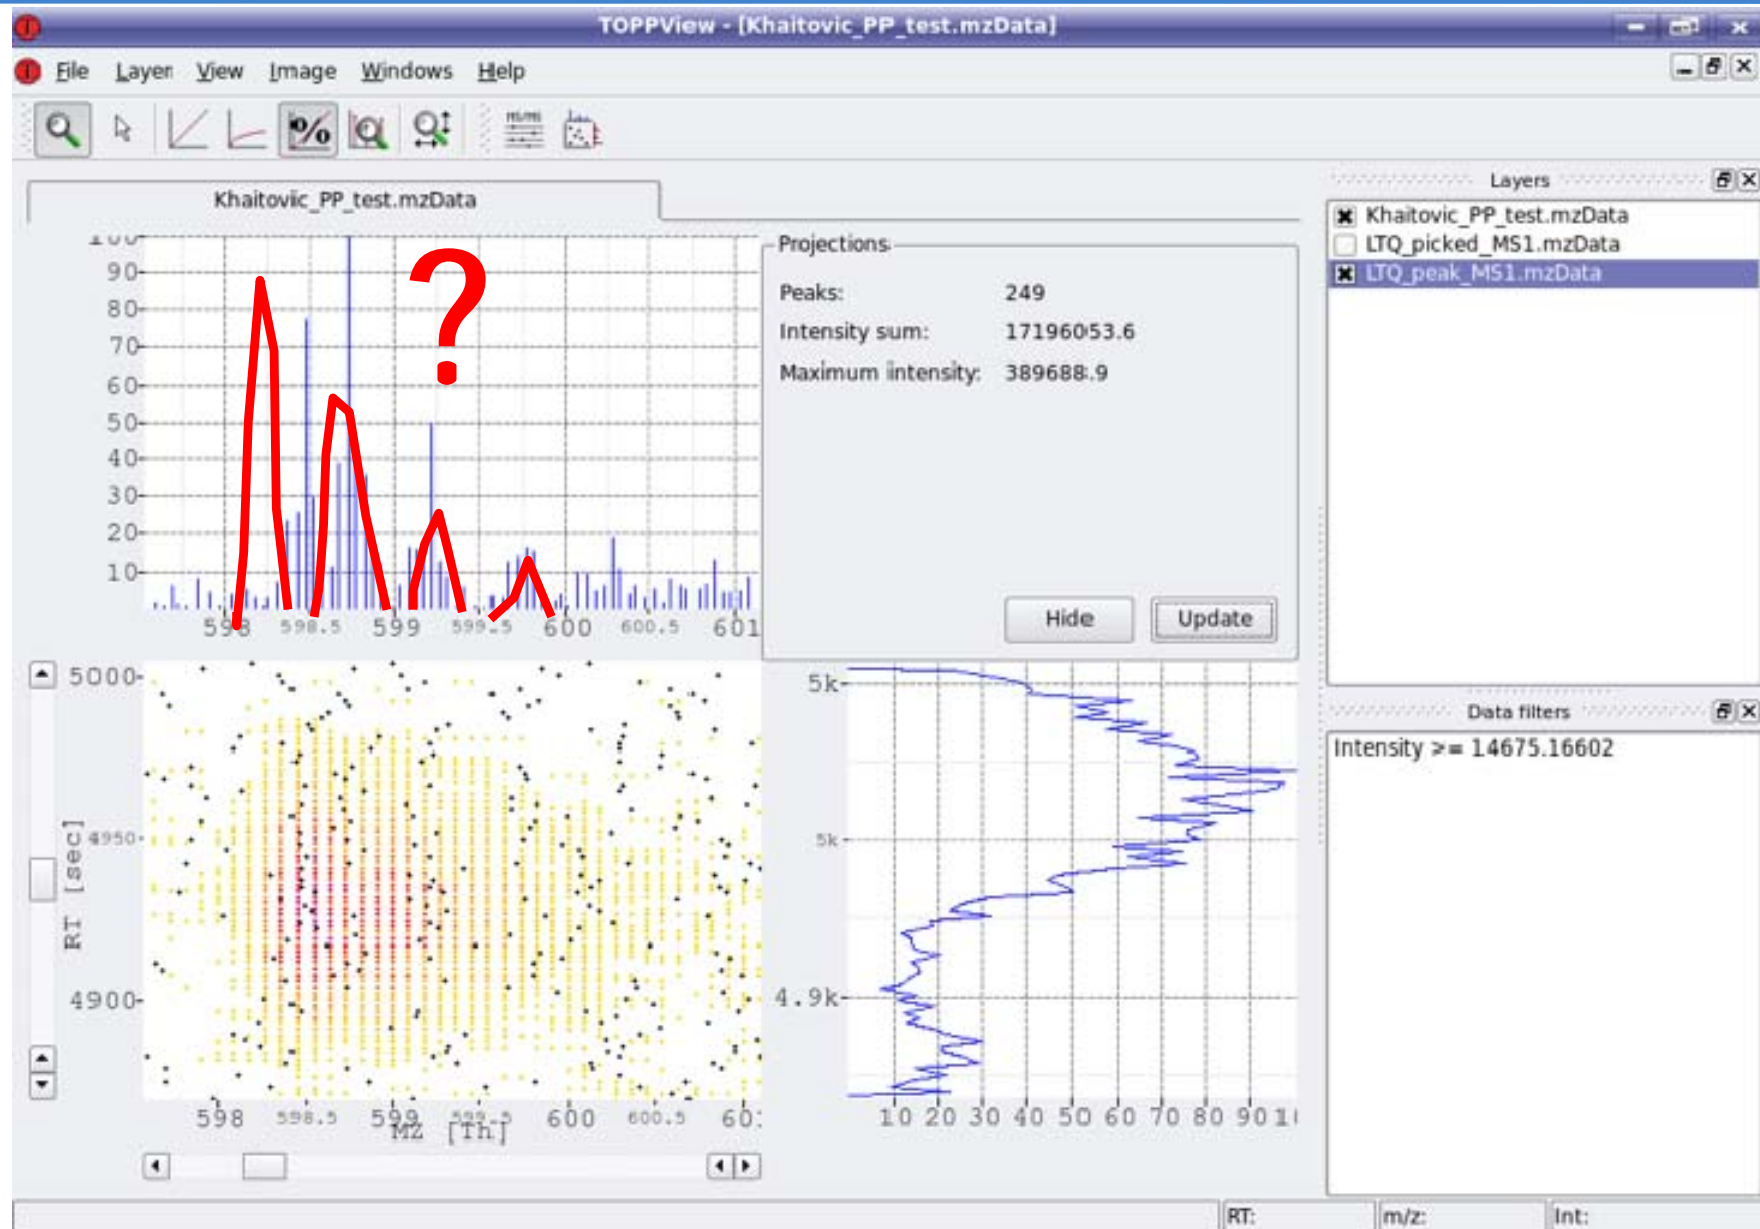 TOPPView - [Khaitovic_PP_test.mzData]
File Layer View Image Windows Help
%
MS/MS
Khaitovic_PP_test.mzData
100
90
80
70
60
50
40
30
20
10
598 598.5 599 599.5 600 600.5 601
?
Projections
Peaks: 249
Intensity sum: 17196053.6
Maximum intensity: 389688.9
Hide Update
5000
4950
4900
RT [sec]
598 598.5 599 599.5 600 600.5
MZ [Th]
5k
5k
4.9k
10 20 30 40 50 60 70 80 90
Layers
Khaitovic_PP_test.mzData
LTQ_picked_MS1.mzData
LTQ_peak_MS1.mzData
Data filters
Intensity >= 14675.16602
RT: m/z: Int: